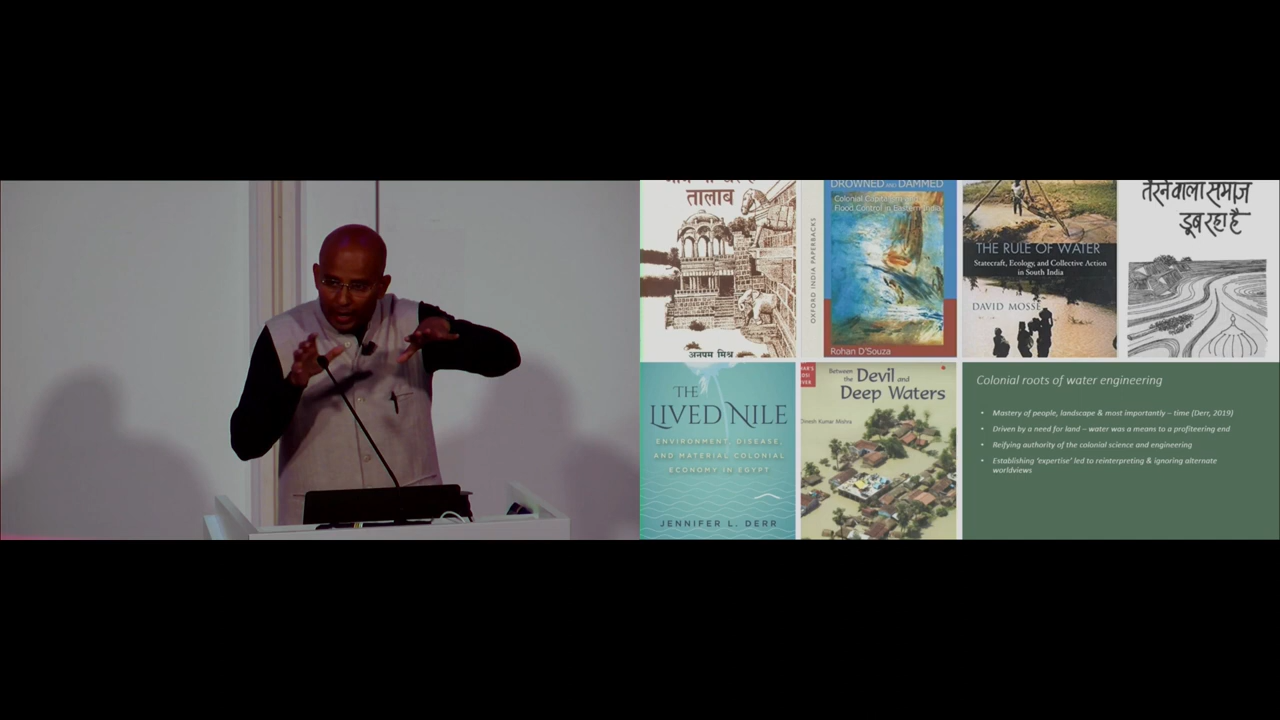 तालाब
अनुपम मिश्र
OXFORD INDIA PAPERBACKS
DROWNED AND DAMMED
Colonial Capitalism and
Flood Control in Eastern India
Rohan D'Souza
THE RULE OF WATER
Statecraft, Ecology, and Collective Action
in South India
DAVID MOSSE
तैरने वाला समाज
डूब रहा है
THE
LIVED NILE
ENVIRONMENT, DISEASE,
AND MATERIAL COLONIAL
ECONOMY IN EGYPT
JENNIFER L. DERR
Between
the Devil and
Deep Waters
Dinesh Kumar Mishra
Colonial roots of water engineering
• Mastery of people, landscape & most importantly – time (Derr, 2019)
• Driven by a need for land – water was a means to a profiteering end
• Reifying authority of the colonial science and engineering
• Establishing 'expertise' led to reinterpreting & ignoring alternate
worldviews